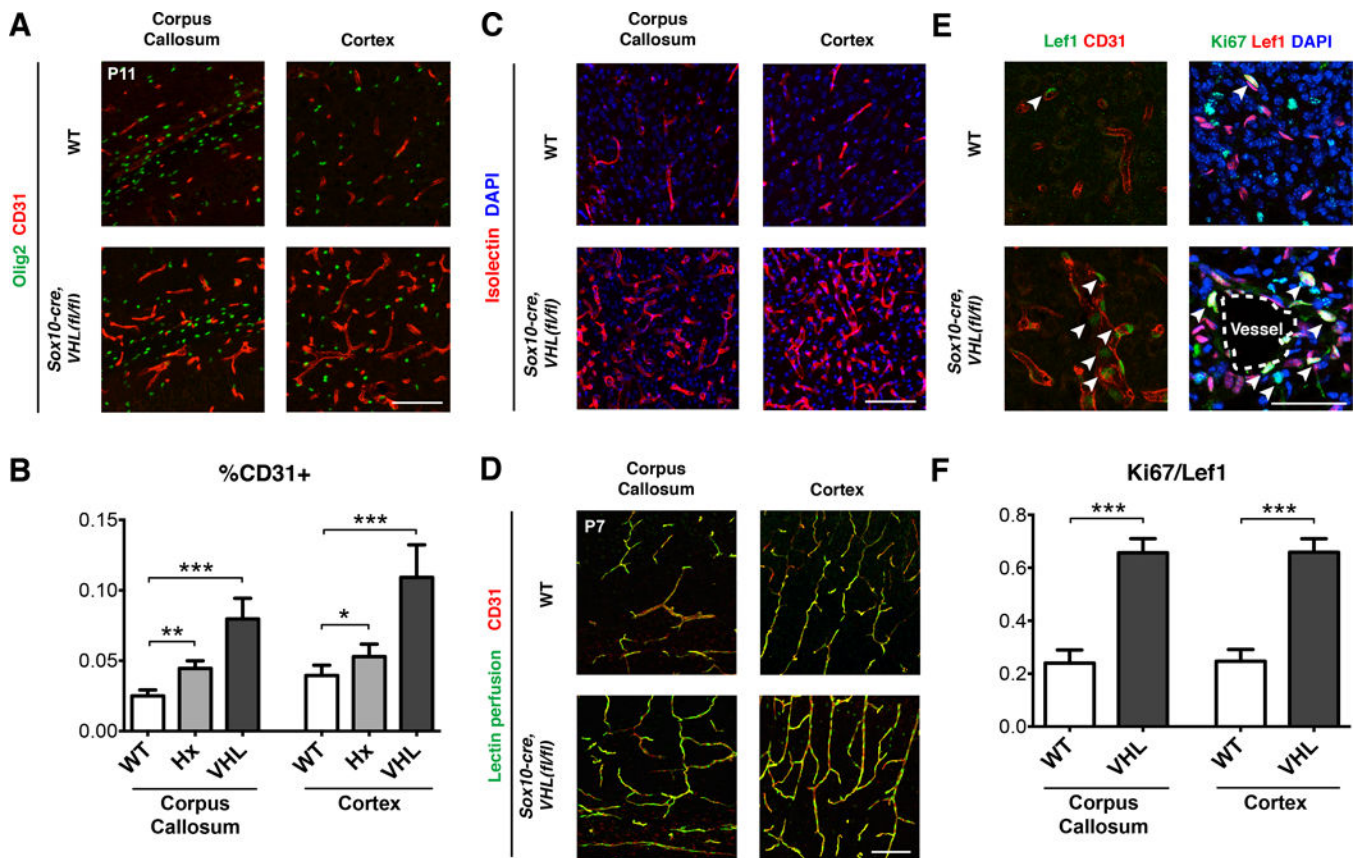 A
Corpus
Callosum
Cortex
P11
WT
Sox10-cre,
VHL(fl/fl)
Olig2 CD31
B
%CD31+
0.15
0.10
0.05
0.00
**
***
*
***
WT
Hx
VHL
WT
Hx
VHL
Corpus
Callosum
Cortex
C
Corpus
Callosum
Cortex
WT
Sox10-cre,
VHL(fl/fl)
Isolectin DAPI
D
Corpus
Callosum
Cortex
P7
WT
Sox10-cre,
VHL(fl/fl)
Lectin perfusion CD31
E
Lef1 CD31
Ki67 Lef1 DAPI
WT
Sox10-cre,
VHL(fl/fl)
Vessel
F
Ki67/Lef1
0.8
0.6
0.4
0.2
0.0
***
***
WT
VHL
WT
VHL
Corpus
Callosum
Cortex